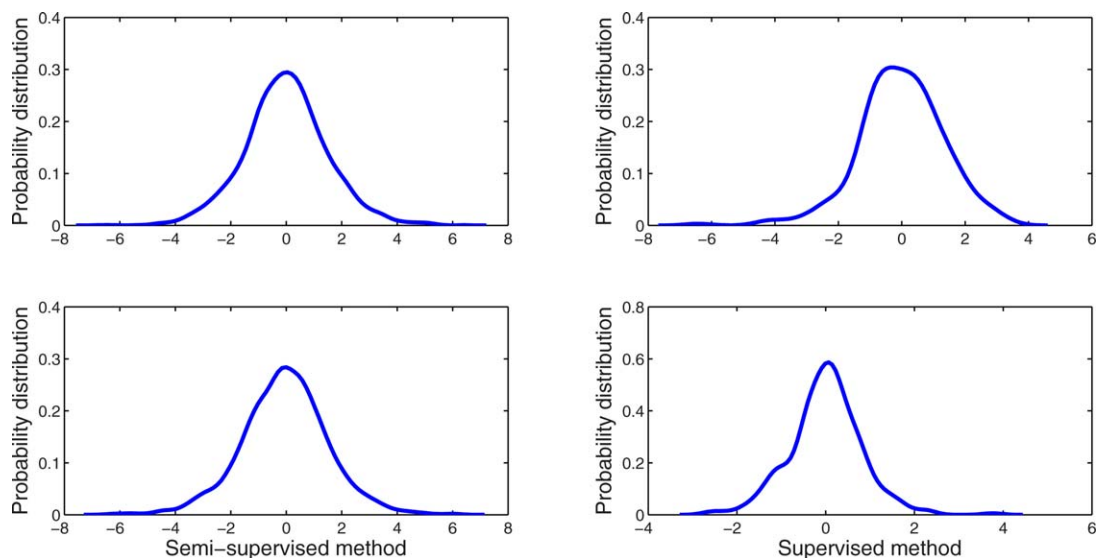 0.4
0.3
0.2
0.1
0
Probability distribution
−8 −6 −4 −2 0 2 4 6 8
0.4
0.3
0.2
0.1
0
Probability distribution
−8 −6 −4 −2 0 2 4 6
0.4
0.3
0.2
0.1
0
Probability distribution
−8 −6 −4 −2 0 2 4 6 8
Semi−supervised method
0.8
0.6
0.4
0.2
0
Probability distribution
−4 −2 0 2 4 6
Supervised method